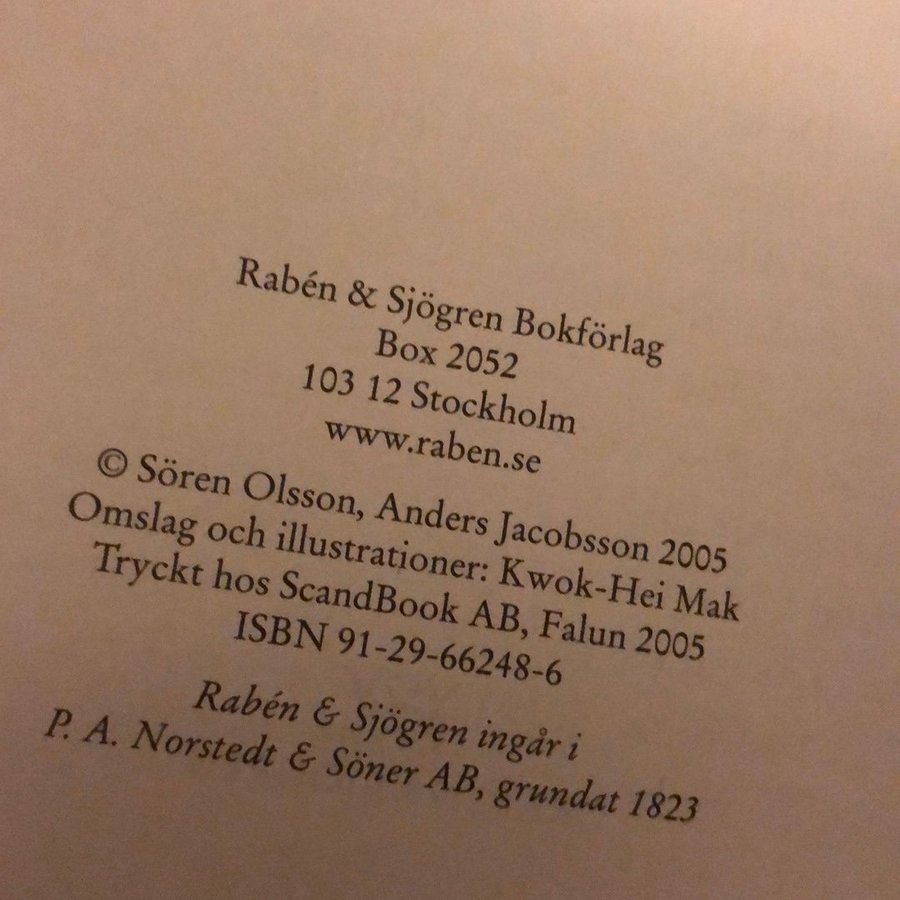 Rabén & Sjögren Bokförlag
Box 2052
103 12 Stockholm
www.raben.se
© Sören Olsson, Anders Jacobsson 2005
Omslag och illustrationer: Kwok-Hei Mak
Tryckt hos ScandBook AB, Falun 2005
ISBN 91-29-66248-6
Rabén & Sjögren ingår i
P. A. Norstedt & Söner AB, grundat 1823